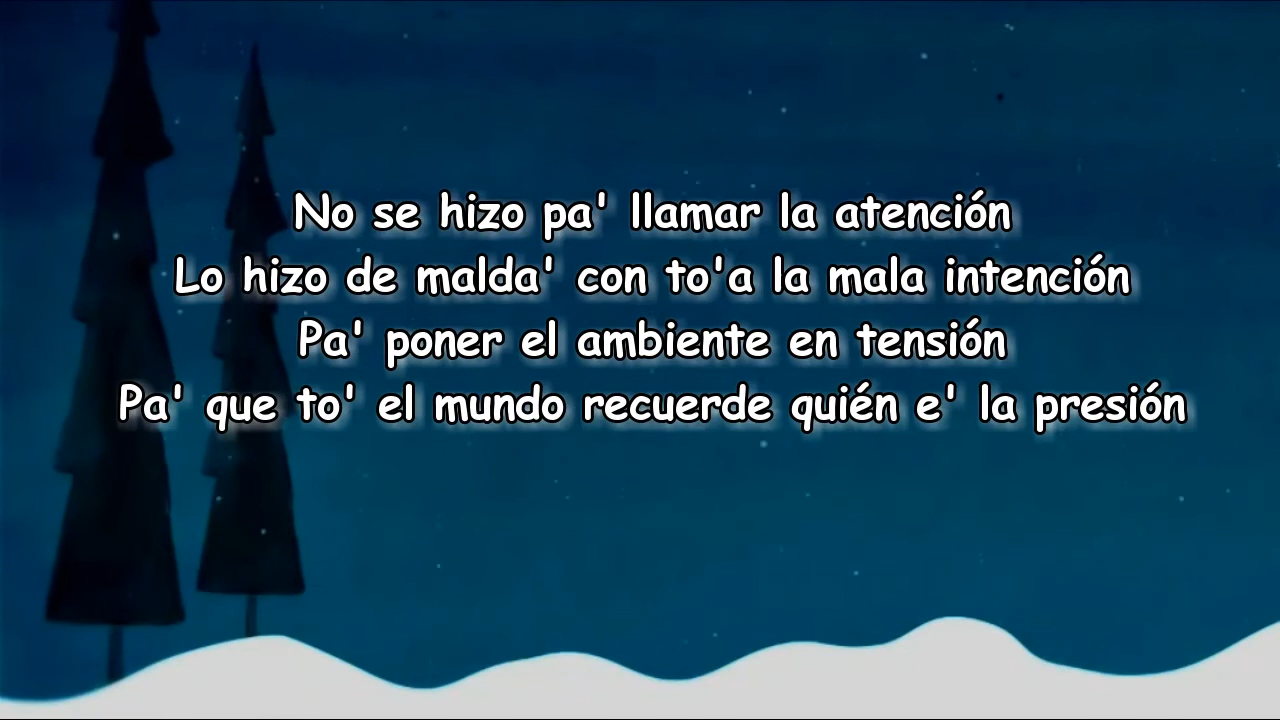 No se hizo pa' llamar la atención
Lo hizo de malda' con to'a la mala intención
Pa' poner el ambiente en tensión
Pa' que to' el mundo recuerde quién e' la presión